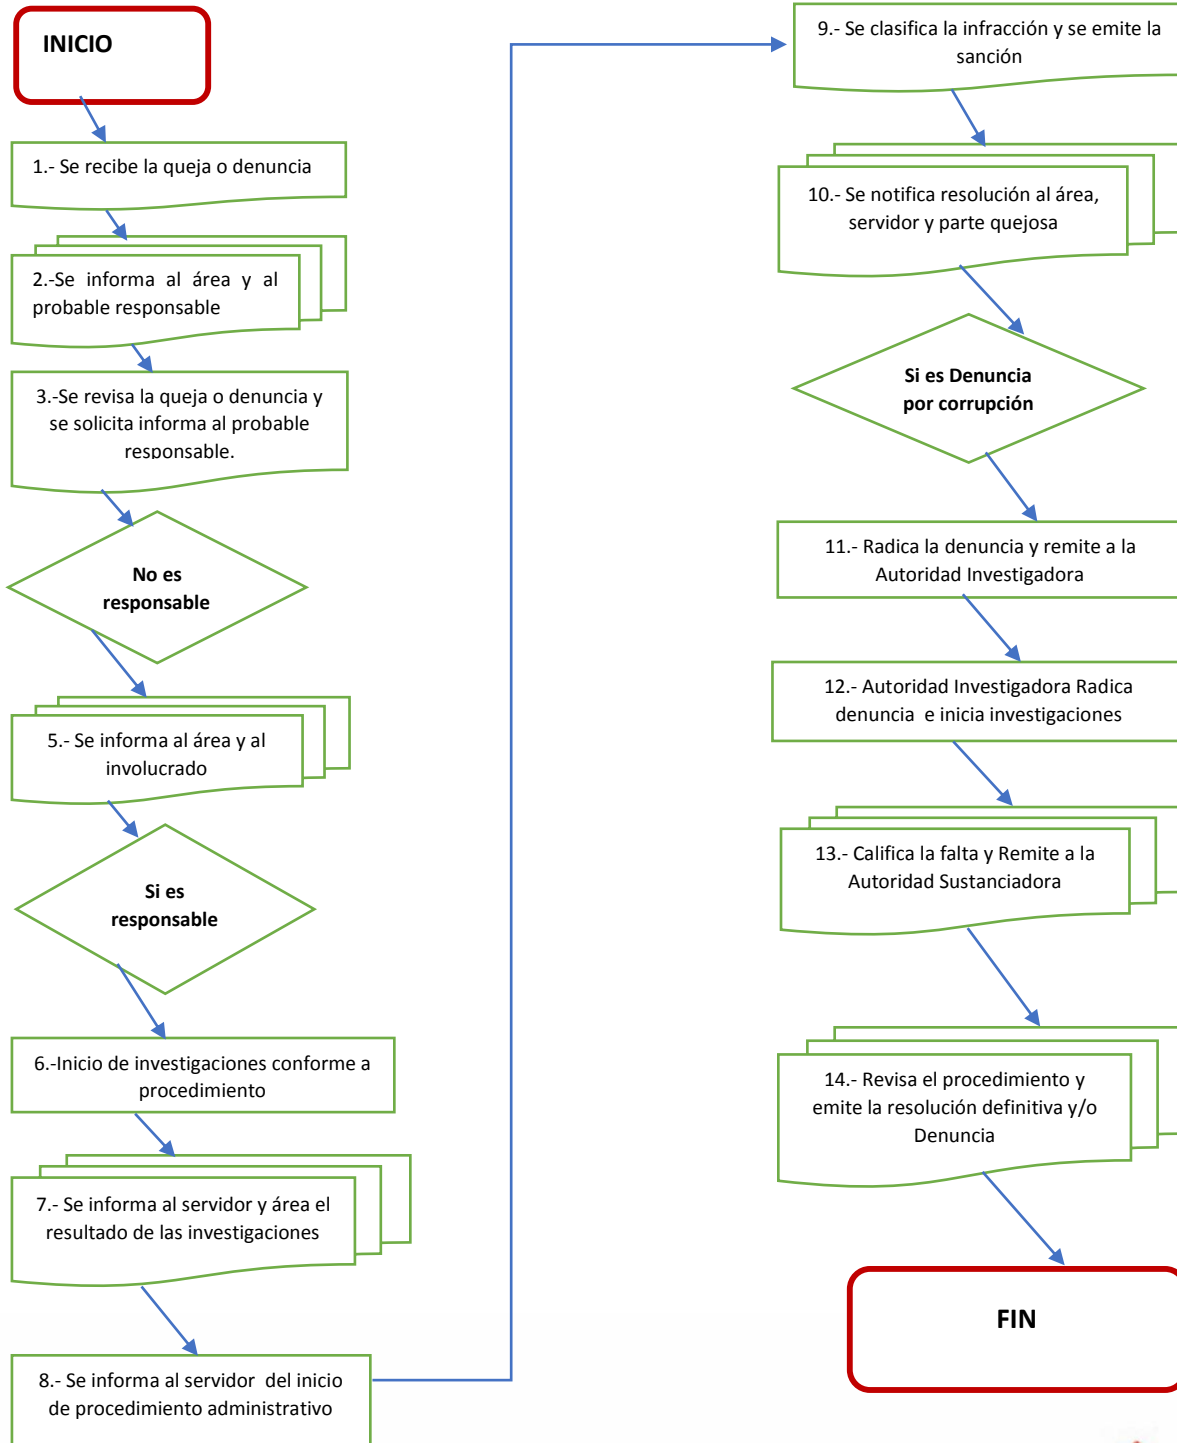 INICIO
1.- Se recibe la queja o denuncia
2.-Se informa al área y al
probable responsable
3.-Se revisa la queja o denuncia y
se solicita informa al probable
responsable.
No es
responsable
5.- Se informa al área y al
involucrado
Si es
responsable
6.-Inicio de investigaciones conforme a
procedimiento
7.- Se informa al servidor y área el
resultado de las investigaciones
8.- Se informa al servidor del inicio
de procedimiento administrativo
9.- Se clasifica la infracción y se emite la
sanción
10.- Se notifica resolución al área,
servidor y parte quejosa
Si es Denuncia
por corrupción
11.- Radica la denuncia y remite a la
Autoridad Investigadora
12.- Autoridad Investigadora Radica
denuncia e inicia investigaciones
13.- Califica la falta y Remite a la
Autoridad Sustanciadora
14.- Revisa el procedimiento y
emite la resolución definitiva y/o
Denuncia
FIN